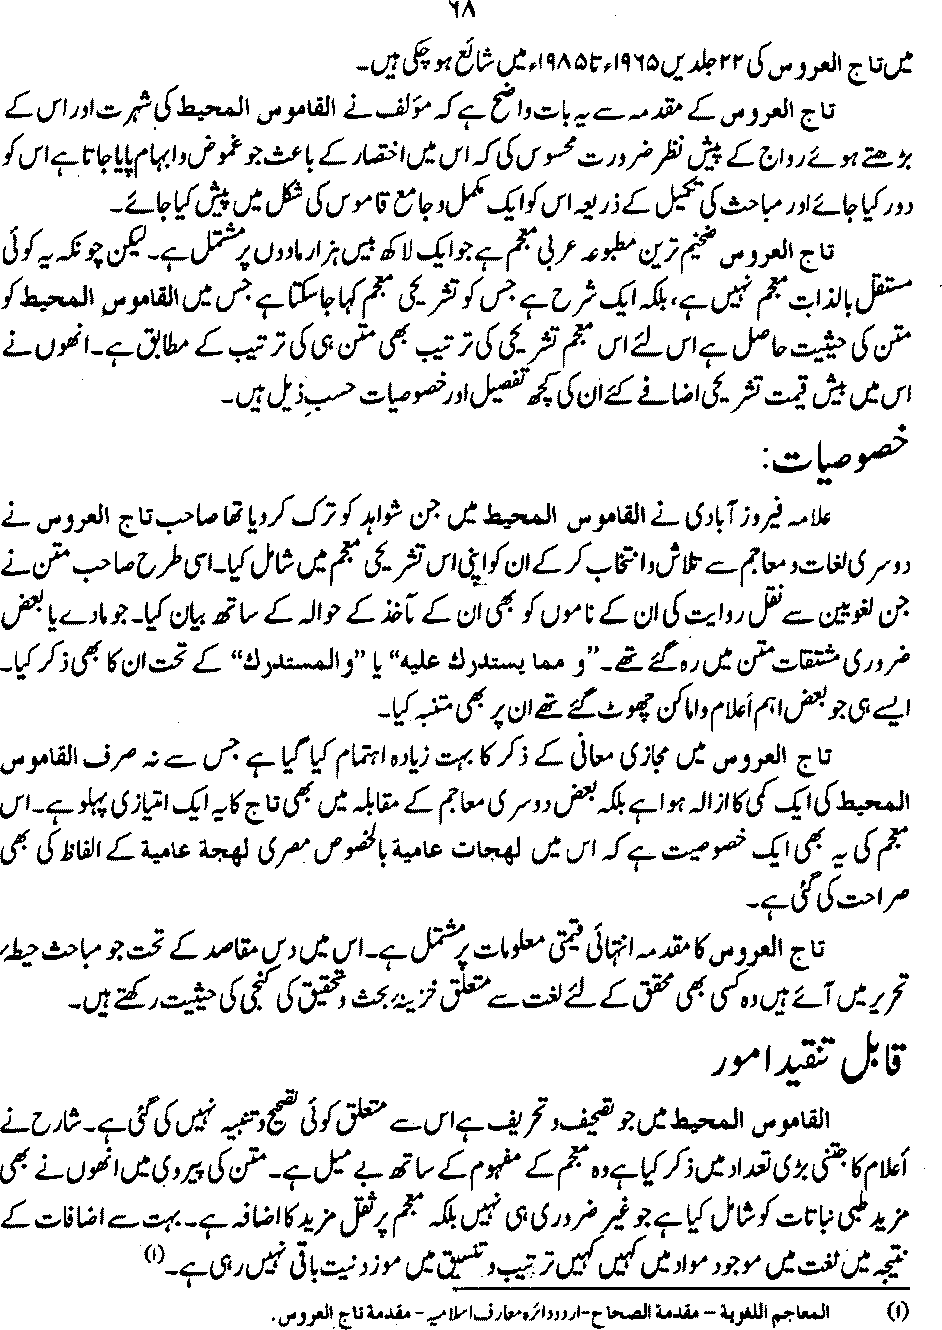 ٦٨
میں تاج العروس کی ۲۲ جلدیں ۱۹۶۵ء تا ۱۹۸۵ء میں شائع ہوچکی ہیں۔
تاج العروس کے مقدمہ سے یہ بات واضح ہے کہ مؤلف نے القاموس المحیط کی شہرت اور اس کے
بڑھتے ہوئے رواج کے پیش نظر ضرورت محسوس کی کہ اس میں اختصار کے باعث جو غموض وابہام پایا جاتا ہے اس کو
دور کیا جائے اور مباحث کی تکمیل کے ذریعہ اس کو ایک مکمل و جامع قاموس کی شکل میں پیش کیا جائے۔
تاج العروس ضخیم ترین مطبوعہ عربی معجم ہے جو ایک لاکھ بیس ہزار مادوں پر مشتمل ہے۔ لیکن چونکہ یہ کوئی
مستقل بالذات معجم نہیں ہے، بلکہ ایک شرح ہے جس کو تشریحی معجم کہا جاسکتا ہے جس میں القاموس المحیط کو
متن کی حیثیت حاصل ہے اس لئے اس معجم تشریحی کی ترتیب بھی متن ہی کی ترتیب کے مطابق ہے۔ انھوں نے
اس میں بیش قیمت تشریحی اضافے کئے ان کی کچھ تفصیل اور خصوصیات حسب ذیل ہیں۔
خصوصیات:
علامہ فیروز آبادی نے القاموس المحیط میں جن شواہد کو ترک کردیا تھا صاحب تاج العروس نے
دوسری لغات و معاجم سے تلاش وانتخاب کرکے ان کو اپنی اس تشریحی معجم میں شامل کیا۔ اسی طرح صاحب متن نے
جن لغویین سے نقل روایت کی ان کے ناموں کو بھی ان کے مآخذ کے حوالہ کے ساتھ بیان کیا۔ جو مادے یا بعض
ضروری مشتقات متن میں رہ گئے تھے۔ ”و مما یستدرك علیه“ یا ”و المستدرك“ کے تحت ان کا بھی ذکر کیا۔
ایسے ہی جو بعض اہم أعلام واماکن چھوٹ گئے تھے ان پر بھی متنبہ کیا۔
تاج العروس میں مجازی معانی کے ذکر کا بہت زیادہ اہتمام کیا گیا ہے جس سے نہ صرف القاموس
المحیط کی ایک کمی کا ازالہ ہوا ہے بلکہ بعض دوسری معاجم کے مقابلہ میں بھی تاج کا یہ ایک امتیازی پہلو ہے۔ اس
معجم کی یہ بھی ایک خصوصیت ہے کہ اس میں لهجات عامیة بالخصوص مصری لهجة عامیة کے الفاظ کی بھی
صراحت کی گئی ہے۔
تاج العروس کا مقدمہ انتہائی قیمتی معلومات پر مشتمل ہے۔ اس میں دس مقاصد کے تحت جو مباحث حیطۂ
تحریر میں آئے ہیں وہ کسی بھی محقق کے لئے لغت سے متعلق خزینۂ بحث و تحقیق کی کنجی کی حیثیت رکھتے ہیں۔
قابل تنقید امور
القاموس المحیط میں جو تصحیف و تحریف ہے اس سے متعلق کوئی تصحیح و تنبیہ نہیں کی گئی ہے۔ شارح نے
أعلام کا جتنی بڑی تعداد میں ذکر کیا ہے وہ معجم کے مفہوم کے ساتھ بے میل ہے۔ متن کی پیروی میں انھوں نے بھی
مزید طبی نباتات کو شامل کیا ہے جو غیر ضروری ہی نہیں بلکہ معجم پر ثقل مزید کا اضافہ ہے۔ بہت سے اضافات کے
نتیجہ میں لغت میں موجود مواد میں کہیں کہیں ترتیب و تنسیق میں موزونیت باقی نہیں رہی ہے۔(۱)
(۱) المعاجم اللغویة - مقدمة الصحاح - اردو دائرہ معارف اسلامیہ - مقدمة تاج العروس.